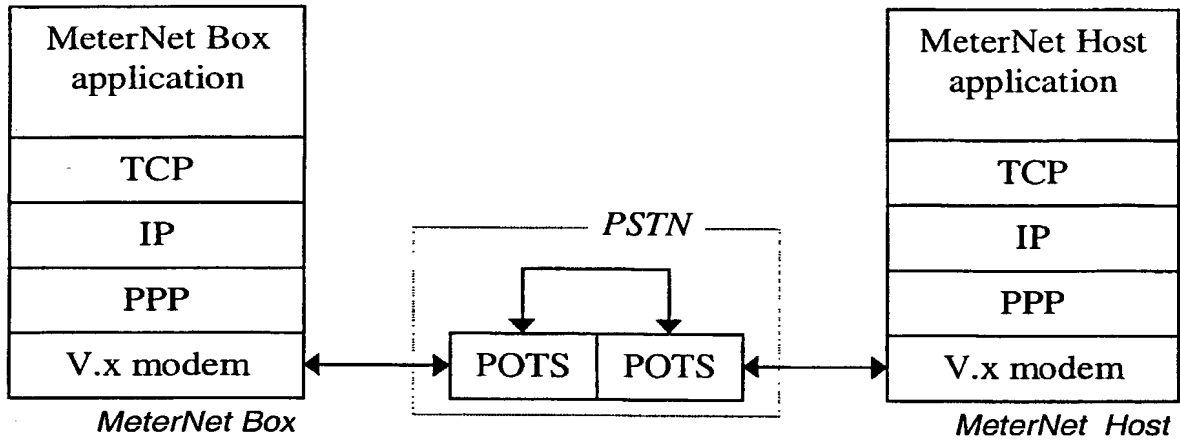 MeterNet Box
application
TCP
IP
PPP
V.x modem
MeterNet Box
PSTN
POTS POTS
MeterNet Host
application
TCP
IP
PPP
V.x modem
MeterNet Host